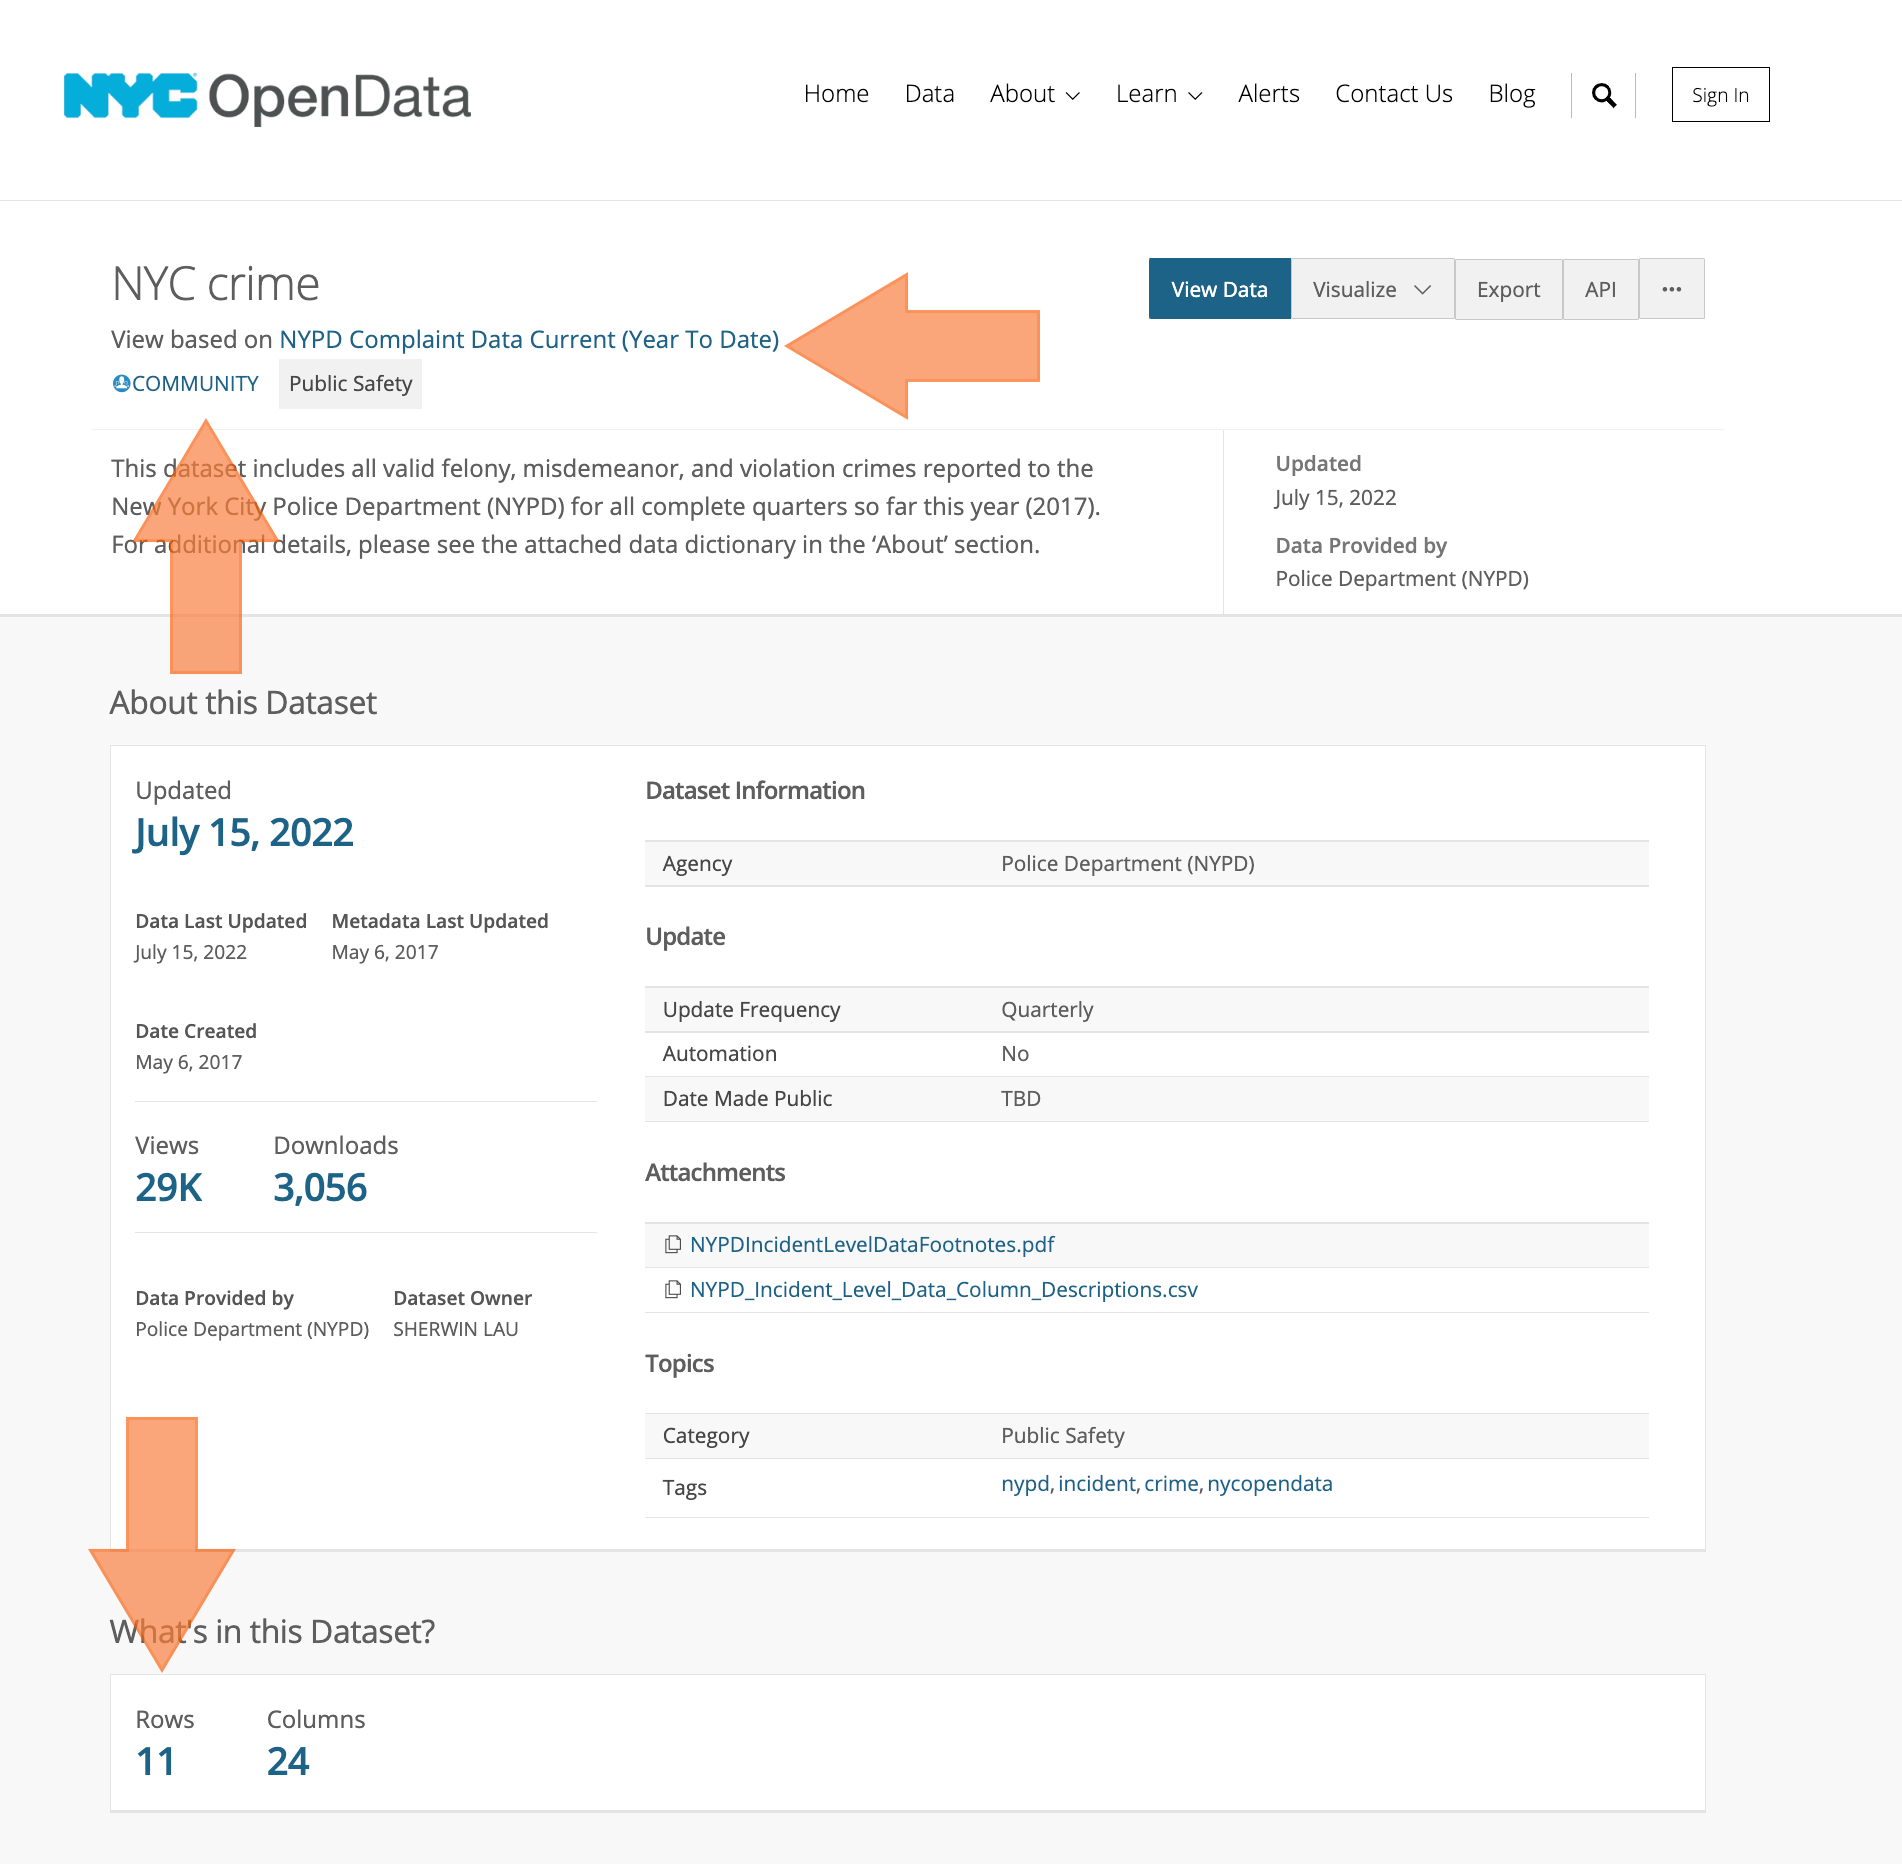 NYC OpenData
Home Data About Learn Alerts Contact Us Blog Sign In
NYC crime
View Data Visualize Export API ...
View based on NYPD Complaint Data Current (Year To Date)
COMMUNITY Public Safety
This dataset includes all valid felony, misdemeanor, and violation crimes reported to the
New York City Police Department (NYPD) for all complete quarters so far this year (2017).
For additional details, please see the attached data dictionary in the ‘About’ section.
Updated
July 15, 2022
Data Provided by
Police Department (NYPD)
About this Dataset
Updated
July 15, 2022
Data Last Updated Metadata Last Updated
July 15, 2022 May 6, 2017
Date Created
May 6, 2017
Views Downloads
29K 3,056
Data Provided by Dataset Owner
Police Department (NYPD) SHERWIN LAU
Dataset Information
Agency Police Department (NYPD)
Update
Update Frequency Quarterly
Automation No
Date Made Public TBD
Attachments
NYPDIncidentLevelDataFootnotes.pdf
NYPD_Incident_Level_Data_Column_Descriptions.csv
Topics
Category Public Safety
Tags nypd, incident, crime, nycopendata
What's in this Dataset?
Rows Columns
11 24